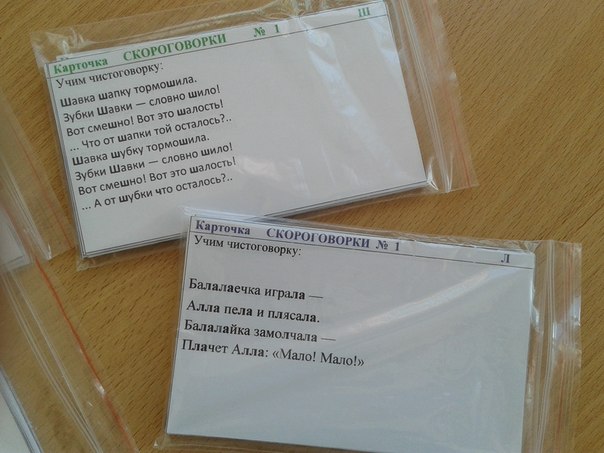 Карточка СКОРОГОВОРКИ № 1 Ш
Учим чистоговорку:
Шавка шапку тормошила.
Зубки Шавки — словно шило!
Вот смешно! Вот это шалость!
... Что от шапки той осталось?..
Шавка шубку тормошила.
Зубки Шавки — словно шило!
Вот смешно! Вот это шалость!
... А от шубки что осталось?..
Карточка СКОРОГОВОРКИ № 1 Л
Учим чистоговорку:
Балалаечка играла —
Алла пела и плясала.
Балалайка замолчала —
Плачет Алла: «Мало! Мало!»